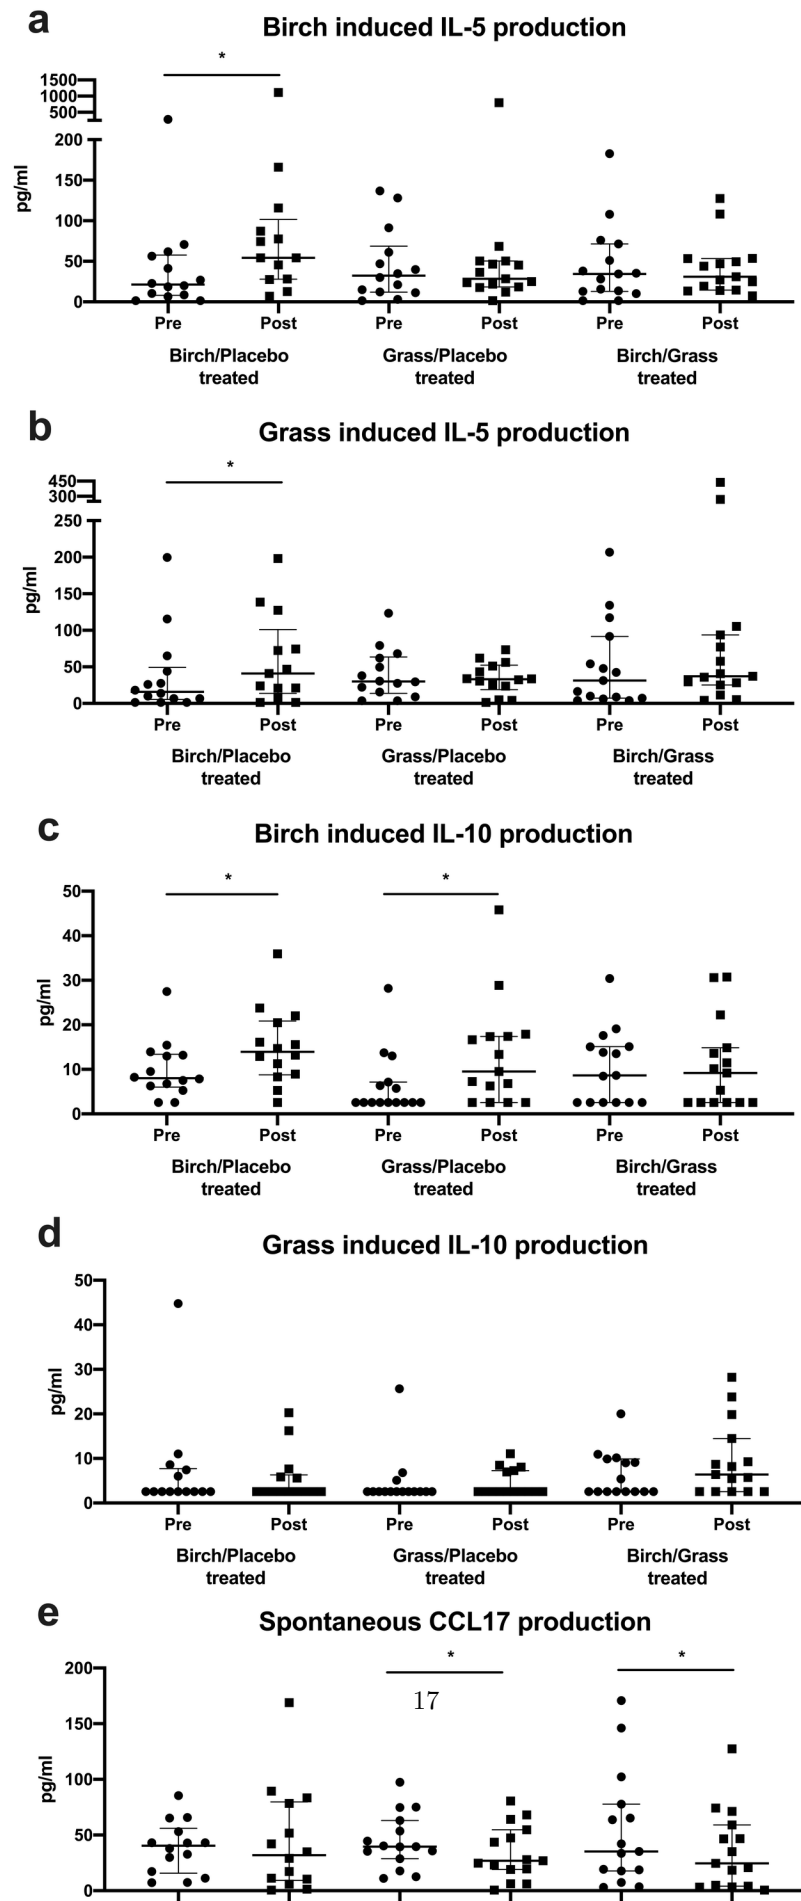 a
Birch induced IL-5 production
*
1500
1000
500
200
150
100
50
0
pg/ml
Pre Post Pre Post Pre Post
Birch/Placebo Grass/Placebo Birch/Grass
treated treated treated
b
Grass induced IL-5 production
*
450
300
250
200
150
100
50
0
pg/ml
Pre Post Pre Post Pre Post
Birch/Placebo Grass/Placebo Birch/Grass
treated treated treated
c
Birch induced IL-10 production
* *
50
40
30
20
10
0
pg/ml
Pre Post Pre Post Pre Post
Birch/Placebo Grass/Placebo Birch/Grass
treated treated treated
d
Grass induced IL-10 production
50
40
30
20
10
0
pg/ml
Pre Post Pre Post Pre Post
Birch/Placebo Grass/Placebo Birch/Grass
treated treated treated
e
Spontaneous CCL17 production
* *
17
200
150
100
50
0
pg/ml